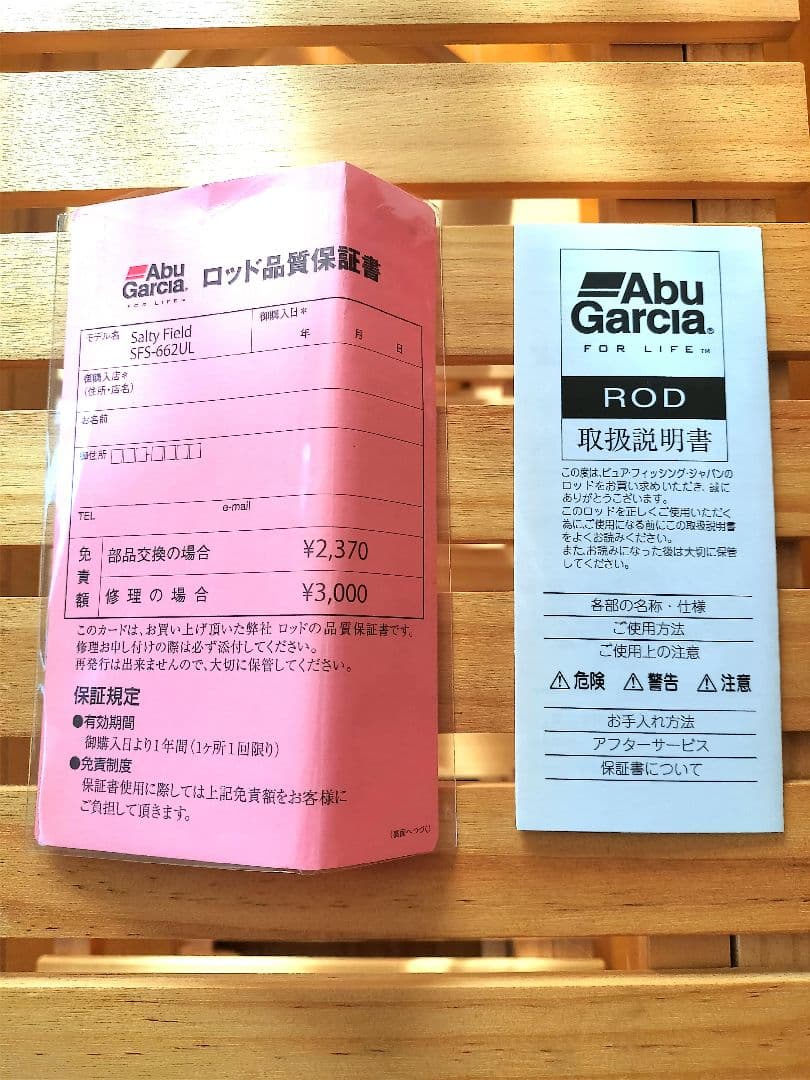 Abu
Garcia®
FOR LIFE™
ロッド品質保証書
モデル名 Salty Field
SFS-662UL
御購入日＊
年 月 日
御購入店＊
(住所・店名)
お名前
御住所
TEL e-mail
免責額
部品交換の場合 ¥2,370
修理の場合 ¥3,000
このカードは、お買い上げ頂いた弊社 ロッドの品質保証書です。
修理お申し付けの際は必ず添付してください。
再発行は出来ませんので、大切に保管してください。
保証規定
●有効期間
御購入日より1年間(1ヶ所1回限り)
●免責制度
保証書使用に際しては上記免責額をお客様に
ご負担して頂きます。
(裏面へつづく)
Abu
Garcia®
FOR LIFE™
ROD
取扱説明書
この度は、ピュア・フィッシング・ジャパンの
ロッドをお買い求めいただき、誠に
ありがとうございます。
このロッドを正しくご使用いただく
為に、ご使用になる前にこの取扱説明書
をよくお読みください。
また、お読みになった後は大切に保管
してください。
各部の名称・仕様
ご使用方法
ご使用上の注意
⚠危険 ⚠警告 ⚠注意
お手入れ方法
アフターサービス
保証書について